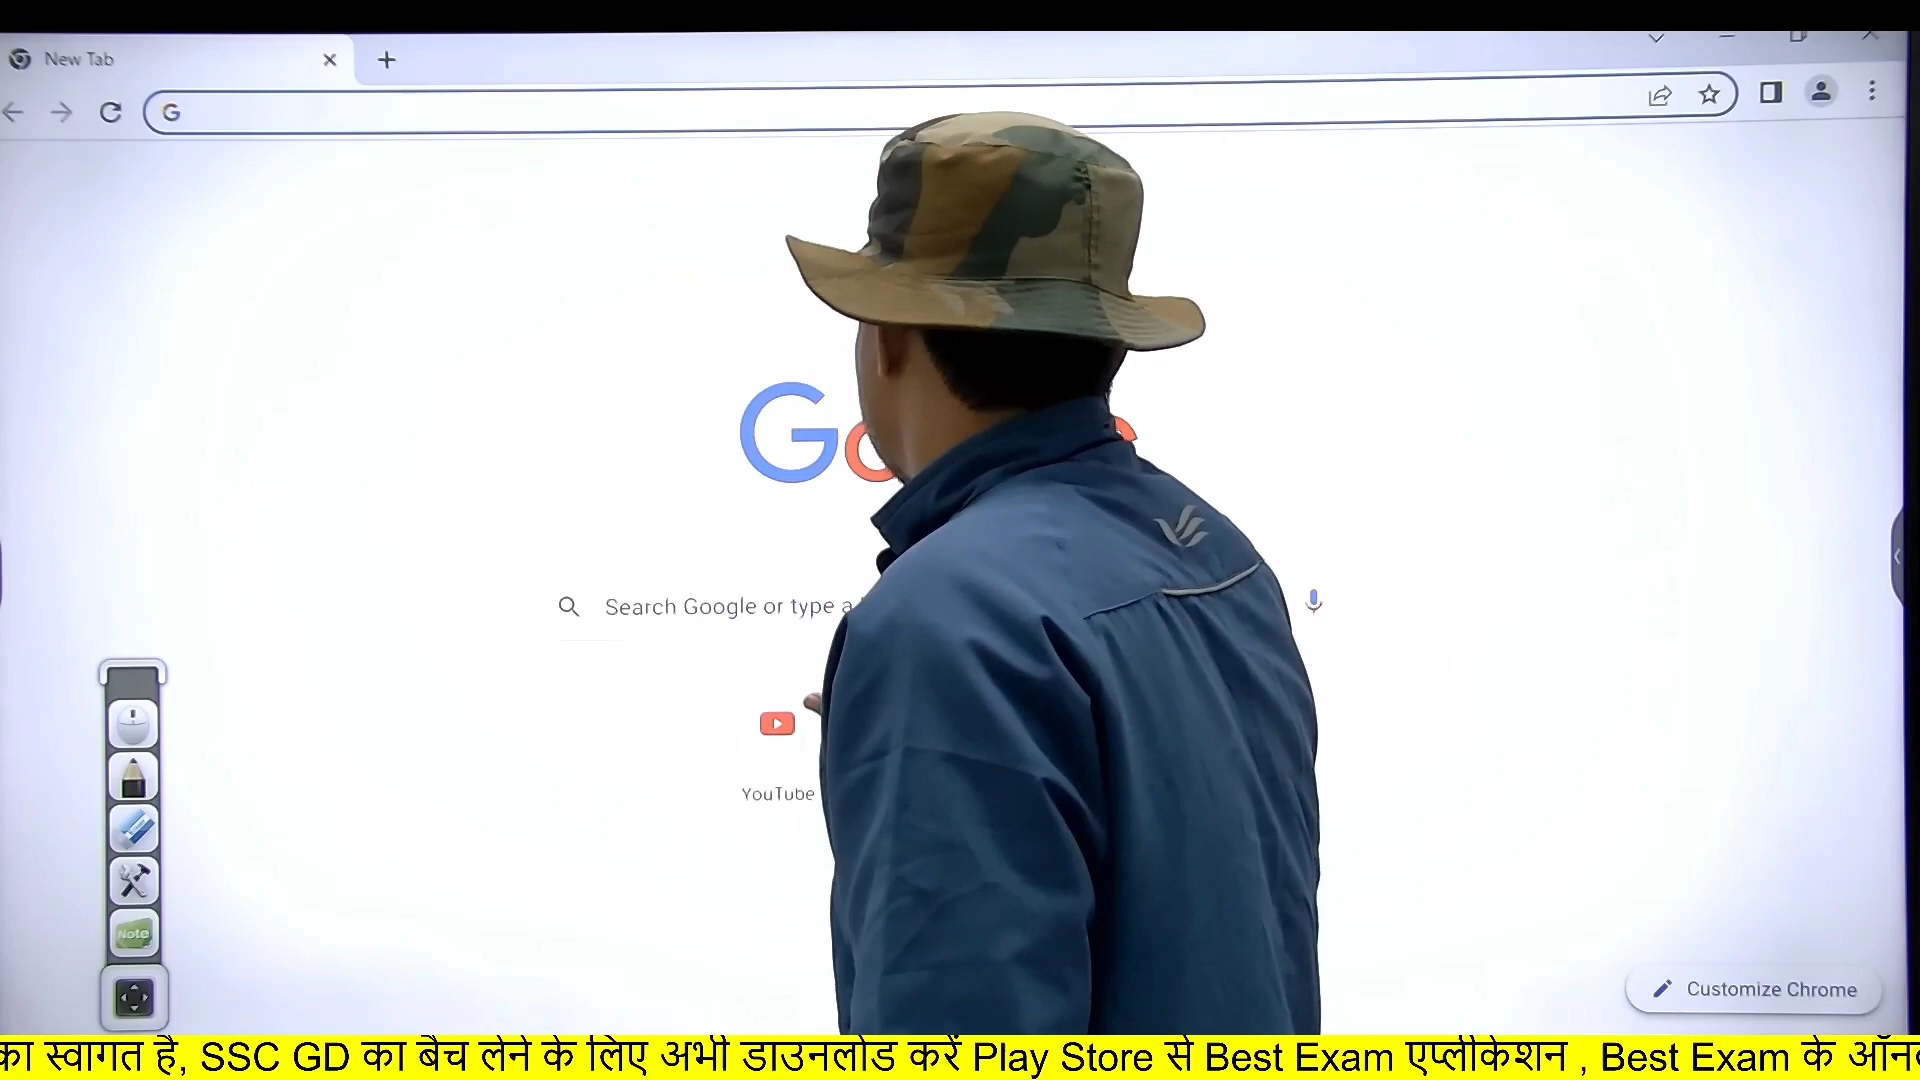 New Tab
G
Search Google or type a
YouTube
Note
Customize Chrome
का स्वागत है, SSC GD का बैच लेने के लिए अभी डाउनलोड करें Play Store से Best Exam एप्लीकेशन , Best Exam के